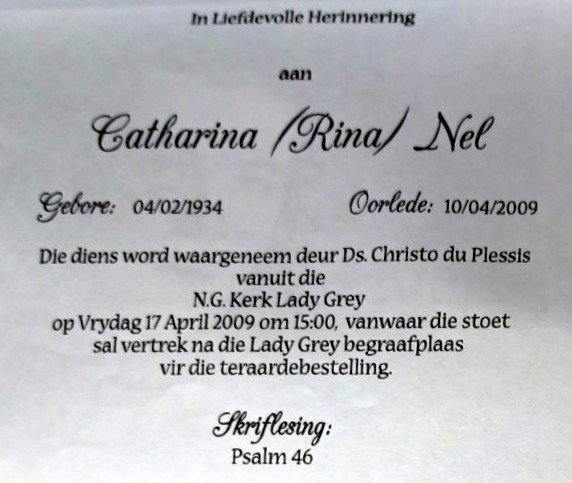 In Liefdevolle Herinnering
aan
Catharina (Rina) Nel
Gebore: 04/02/1934 Oorlede: 10/04/2009
Die diens word waargeneem deur Ds. Christo du Plessis
vanuit die
N.G. Kerk Lady Grey
op Vrydag 17 April 2009 om 15:00, vanwaar die stoet
sal vertrek na die Lady Grey begraafplaas
vir die teraardebestelling.
Skriflesing:
Psalm 46